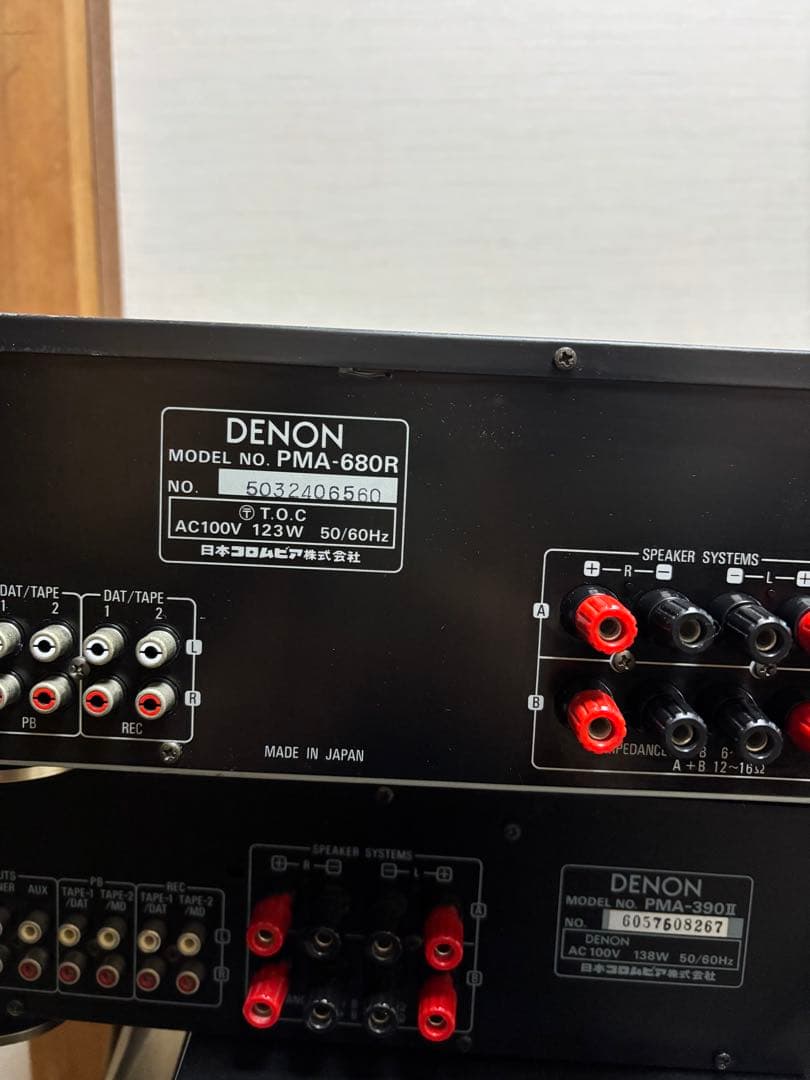 DENON
MODEL NO. PMA-680R
NO. 5032406560
〒 T.O.C
AC100V 123W 50/60Hz
日本コロムビア株式会社
SPEAKER SYSTEMS
+ R − − L +
A
B
A + B 12~16Ω
DAT/TAPE DAT/TAPE
1 2 1 2
L
R
PB REC
MADE IN JAPAN
SPEAKER SYSTEMS
+ R − − L +
A
B
PB REC
AUX TAPE-1/DAT TAPE-2/MD TAPE-1/DAT TAPE-2/MD
L
R
DENON
MODEL NO. PMA-390II
NO. 6057608267
DENON
AC100V 138W 50/60Hz
日本コロムビア株式会社